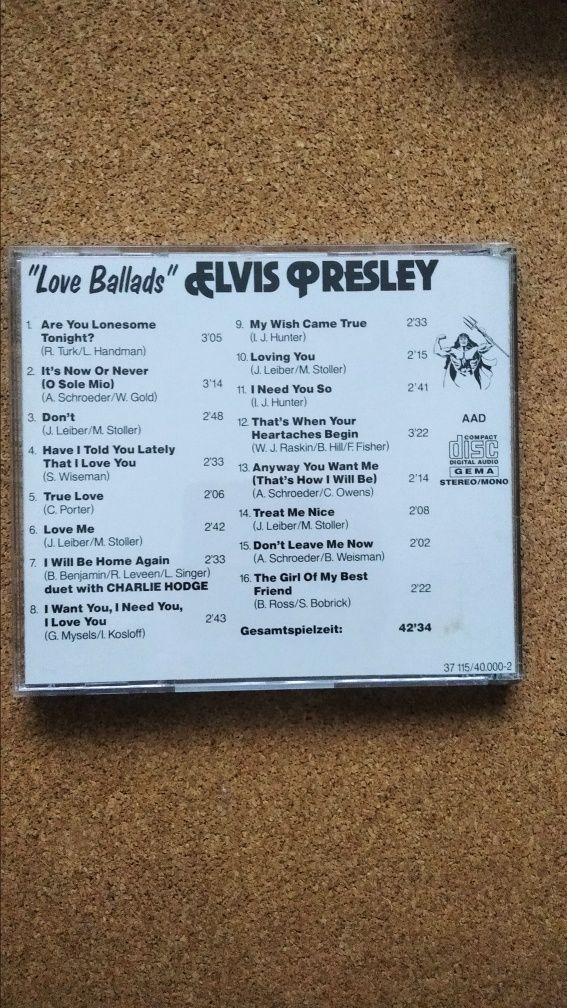 "Love Ballads" ELVIS PRESLEY
1. Are You Lonesome
Tonight? 3'05
(R. Turk/L. Handman)
2. It's Now Or Never
(O Sole Mio) 3'14
(A. Schroeder/W. Gold)
3. Don't 2'48
(J. Leiber/M. Stoller)
4. Have I Told You Lately
That I Love You 2'33
(S. Wiseman)
5. True Love 2'06
(C. Porter)
6. Love Me 2'42
(J. Leiber/M. Stoller)
7. I Will Be Home Again 2'33
(B. Benjamin/R. Leveen/L. Singer)
duet with CHARLIE HODGE
8. I Want You, I Need You,
I Love You 2'43
(G. Mysels/I. Kosloff)
9. My Wish Came True 2'33
(I. J. Hunter)
10. Loving You 2'15
(J. Leiber/M. Stoller)
11. I Need You So 2'41
(I. J. Hunter)
12. That's When Your
Heartaches Begin 3'22
(W. J. Raskin/B. Hill/F. Fisher)
13. Anyway You Want Me
(That's How I Will Be) 2'14
(A. Schroeder/C. Owens)
14. Treat Me Nice 2'08
(J. Leiber/M. Stoller)
15. Don't Leave Me Now 2'02
(A. Schroeder/B. Weisman)
16. The Girl Of My Best
Friend 2'22
(B. Ross/S. Bobrick)
Gesamtspielzeit: 42'34
AAD
COMPACT
disc
DIGITAL AUDIO
GEMA
STEREO/MONO
37 115/40.000-2